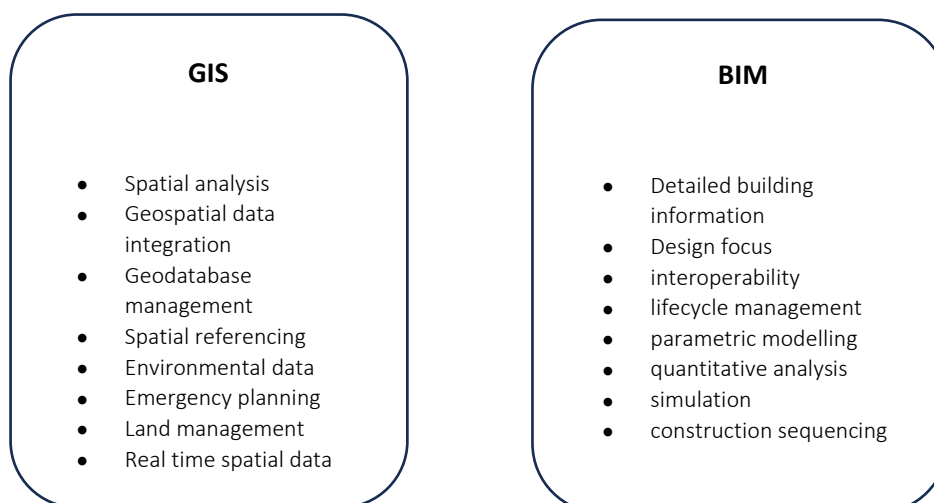 GIS
● Spatial analysis
● Geospatial data
integration
● Geodatabase
management
● Spatial referencing
● Environmental data
● Emergency planning
● Land management
● Real time spatial data
BIM
● Detailed building
information
● Design focus
● interoperability
● lifecycle management
● parametric modelling
● quantitative analysis
● simulation
● construction sequencing